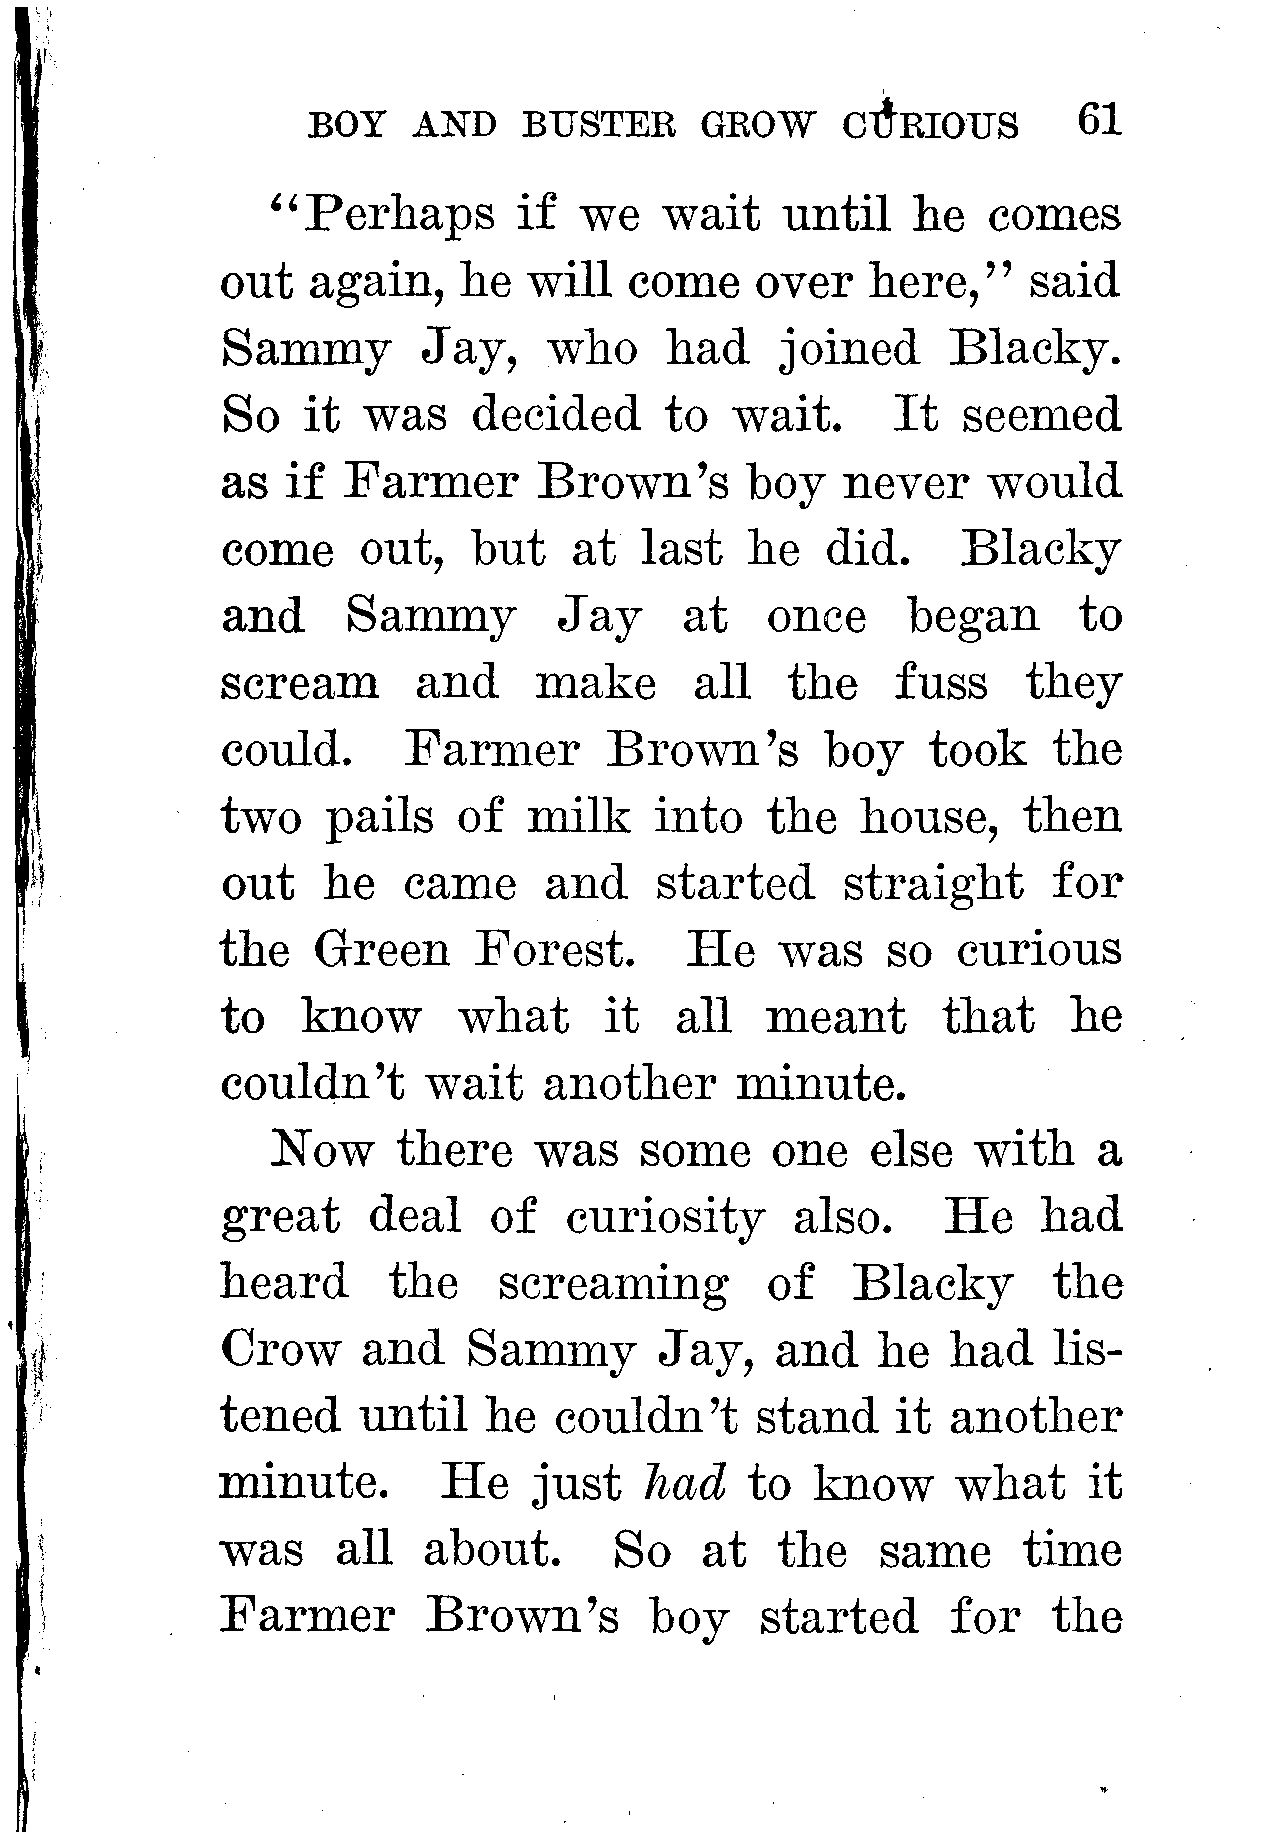 BOY AND BUSTER GROW CURIOUS 61
“Perhaps if we wait until he comes
out again, he will come over here,” said
Sammy Jay, who had joined Blacky.
So it was decided to wait. It seemed
as if Farmer Brown’s boy never would
come out, but at last he did. Blacky
and Sammy Jay at once began to
scream and make all the fuss they
could. Farmer Brown’s boy took the
two pails of milk into the house, then
out he came and started straight for
the Green Forest. He was so curious
to know what it all meant that he
couldn’t wait another minute.
Now there was some one else with a
great deal of curiosity also. He had
heard the screaming of Blacky the
Crow and Sammy Jay, and he had lis-
tened until he couldn’t stand it another
minute. He just had to know what it
was all about. So at the same time
Farmer Brown’s boy started for the